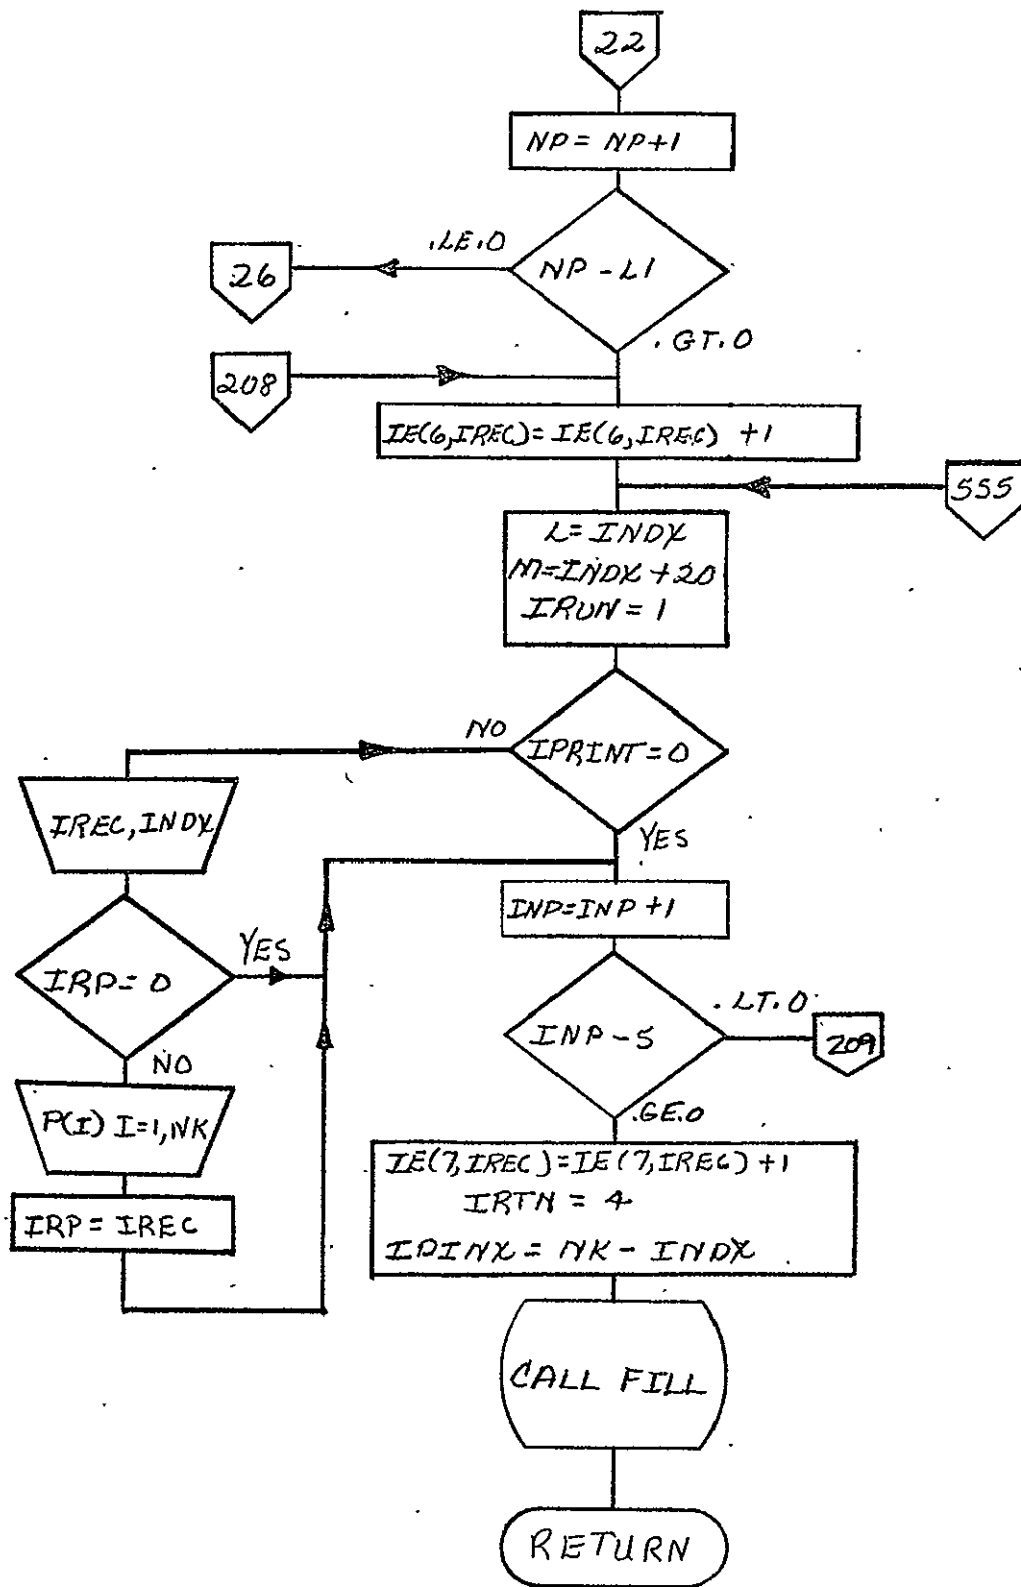 22
NP = NP+1
.LE.0
NP - L1
26
.GT.0
208
IE(6,IREC) = IE(6,IREC) +1
555
L = INDX
M = INDX + 20
IRUN = 1
NO
IPRINT = 0
IREC, INDX
YES
INP = INP + 1
YES
IRP = 0
.LT.0
INP - 5
209
NO
.GE.0
P(I) I=1,NK
IE(7,IREC) = IE(7,IREC) +1
IRTN = 4
IRP = IREC
IPINX = NK - INDX
CALL FILL
RETURN